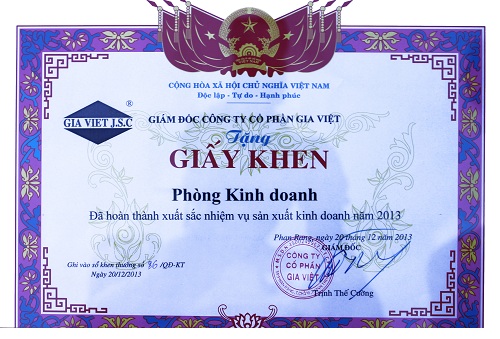 CỘNG HÒA XÃ HỘI CHỦ NGHĨA VIỆT NAM
Độc lập - Tự do - Hạnh phúc
GIA VIET J.S.C ®
GIÁM ĐỐC CÔNG TY CỔ PHẦN GIA VIỆT
Tặng
GIẤY KHEN
Phòng Kinh doanh
Đã hoàn thành xuất sắc nhiệm vụ sản xuất kinh doanh năm 2013
Phan Rang, ngày 20 tháng 12 năm 2013
GIÁM ĐỐC
Ghi vào sổ khen thưởng số 36/QĐ-KT
Ngày 20/12/2013
CÔNG TY
CỔ PHẦN
GIA VIỆT
Trịnh Thế Cường